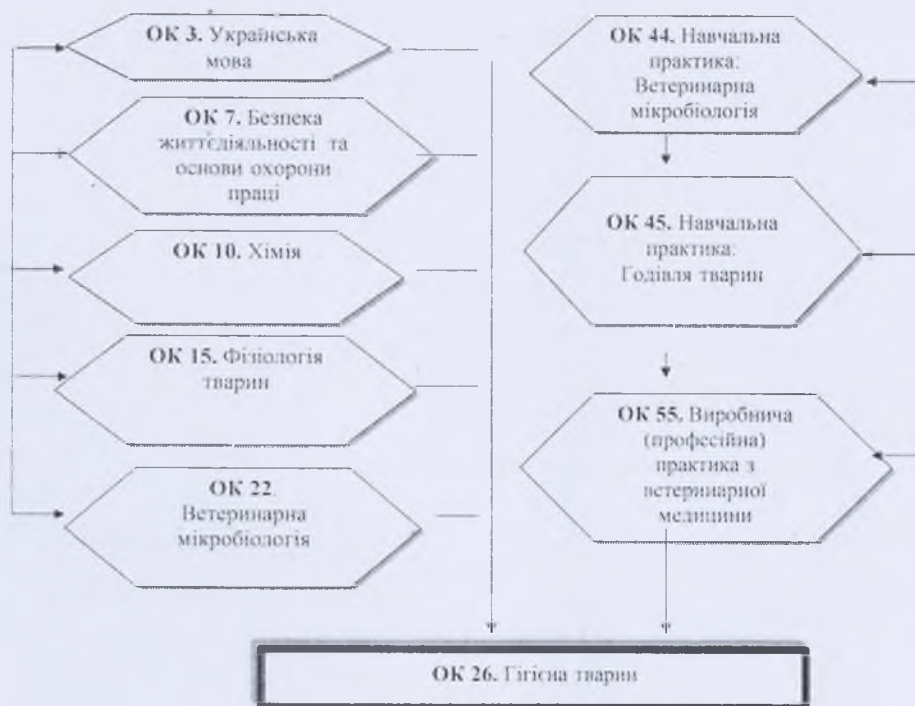 ОК 3. Українська
мова
ОК 7. Безпека
життєдіяльності та
основи охорони
праці
ОК 10. Хімія
ОК 15. Фізіологія
тварин
ОК 22.
Ветеринарна
мікробіологія
ОК 44. Навчальна
практика:
Ветеринарна
мікробіологія
ОК 45. Навчальна
практика:
Годівля тварин
ОК 55. Виробнича
(професійна)
практика з
ветеринарної
медицини
ОК 26. Гігієна тварин